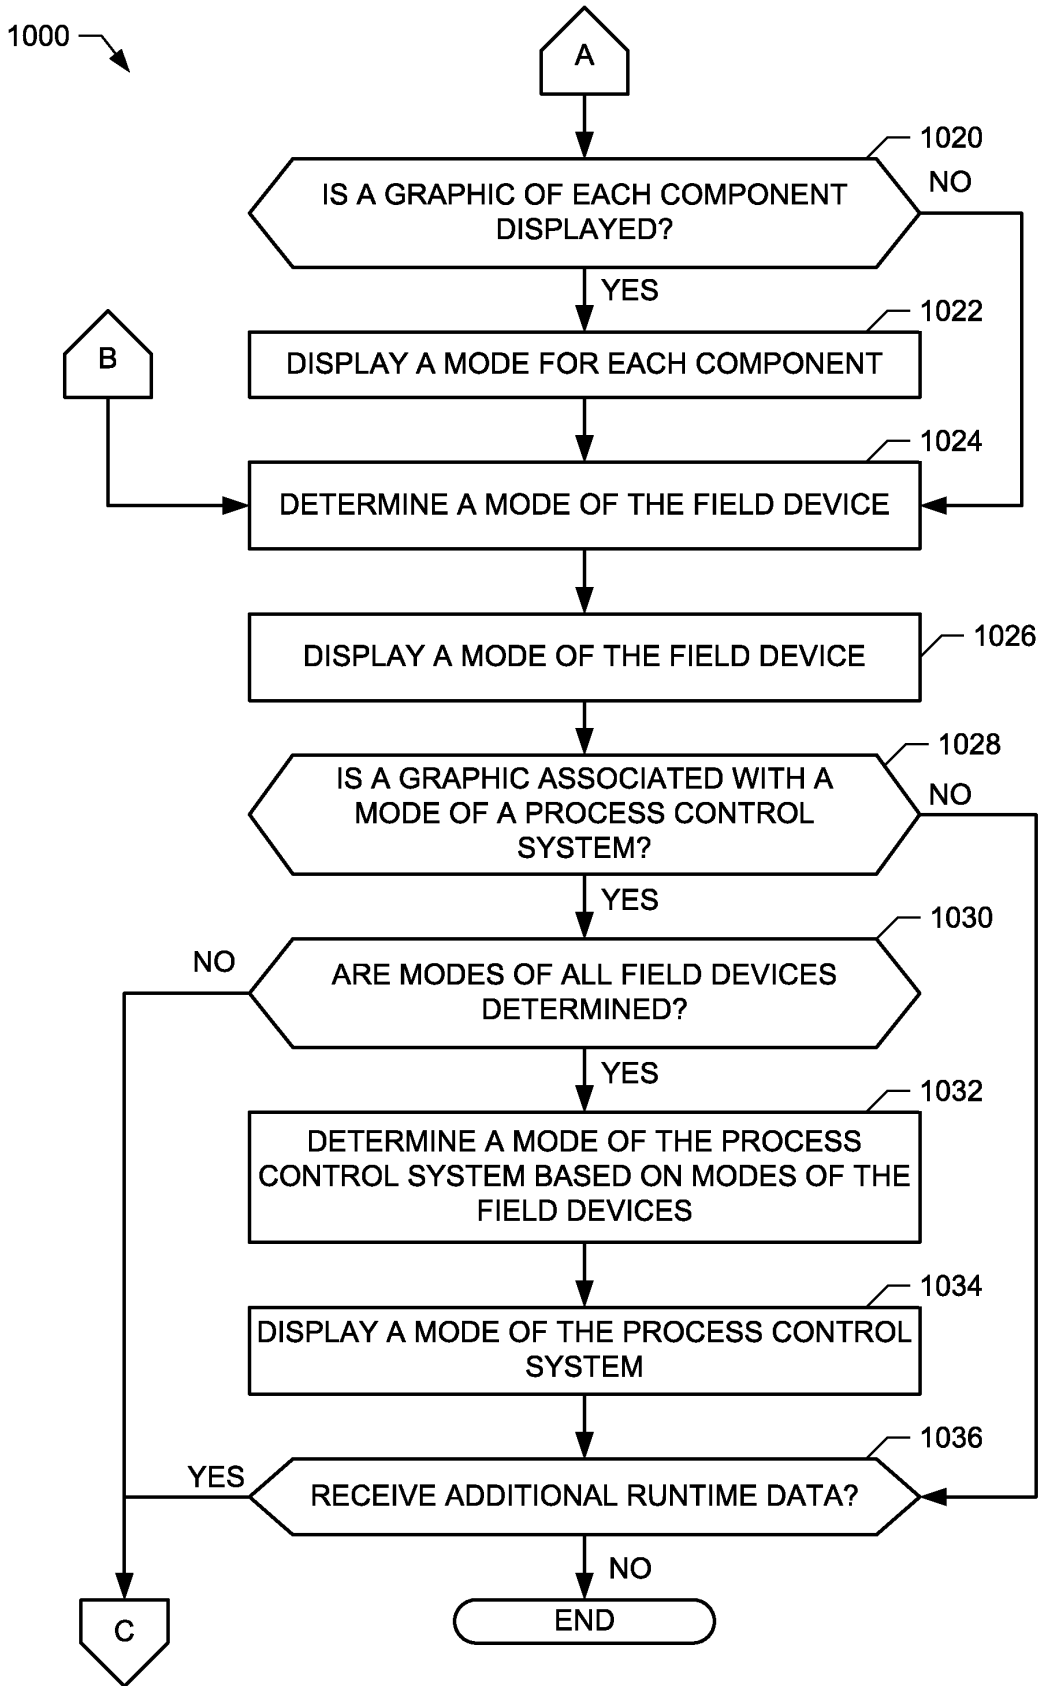 1000
A
1020
IS A GRAPHIC OF EACH COMPONENT
DISPLAYED?
NO
YES
1022
B
DISPLAY A MODE FOR EACH COMPONENT
1024
DETERMINE A MODE OF THE FIELD DEVICE
1026
DISPLAY A MODE OF THE FIELD DEVICE
1028
IS A GRAPHIC ASSOCIATED WITH A
MODE OF A PROCESS CONTROL
SYSTEM?
NO
YES
1030
NO
ARE MODES OF ALL FIELD DEVICES
DETERMINED?
YES
1032
DETERMINE A MODE OF THE PROCESS
CONTROL SYSTEM BASED ON MODES OF THE
FIELD DEVICES
1034
DISPLAY A MODE OF THE PROCESS CONTROL
SYSTEM
1036
YES
RECEIVE ADDITIONAL RUNTIME DATA?
NO
C
END